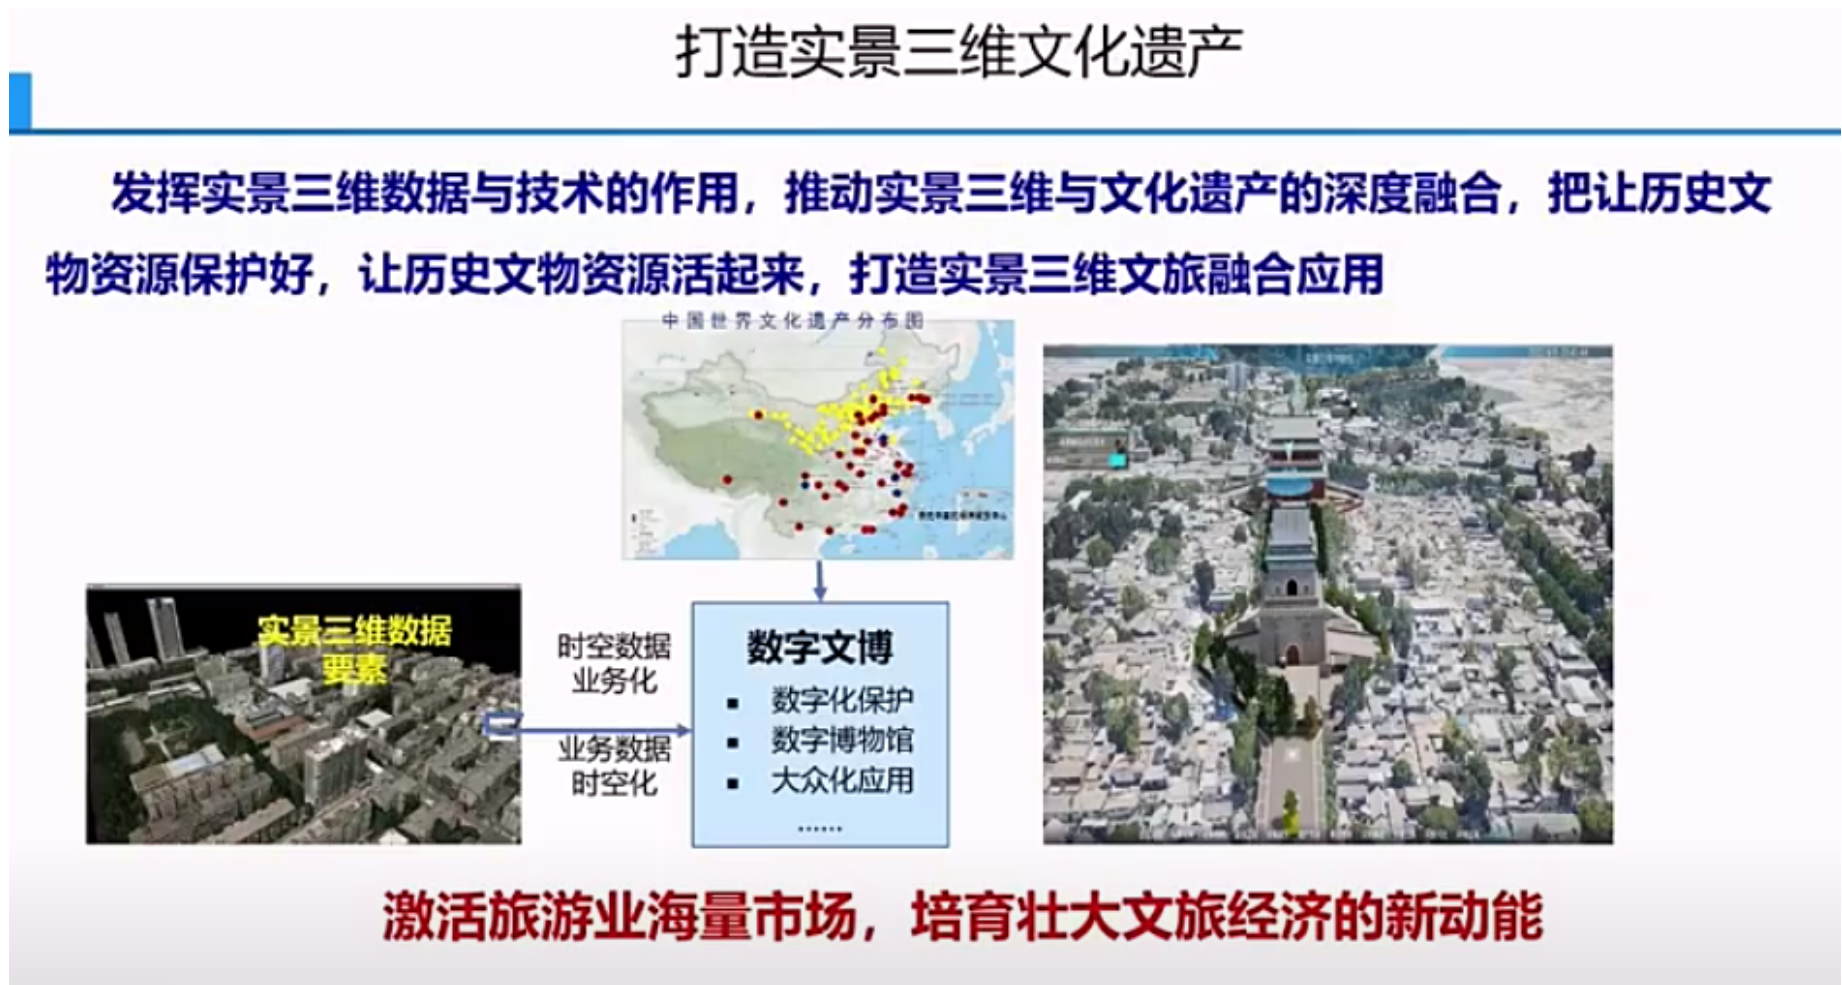 打造实景三维文化遗产
发挥实景三维数据与技术的作用，推动实景三维与文化遗产的深度融合，把让历史文
物资源保护好，让历史文物资源活起来，打造实景三维文旅融合应用
中国世界文化遗产分布图
实景三维数据
要素
时空数据
业务化
业务数据
时空化
数字文博
▪ 数字化保护
▪ 数字博物馆
▪ 大众化应用
……
激活旅游业海量市场，培育壮大文旅经济的新动能